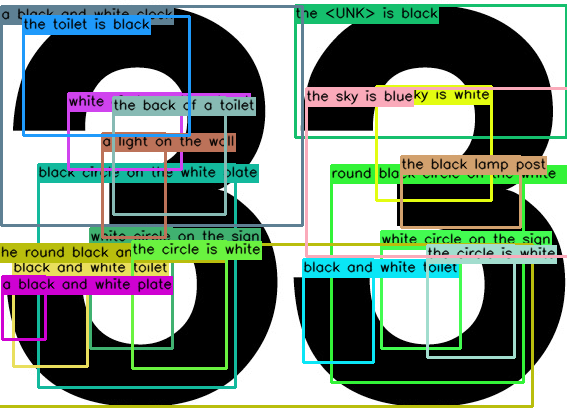 33
a black and white clock
the toilet is black
the <UNK> is black
white
the back of a toilet
the sky is blue
sky is white
a light on the wall
the black lamp post
black circle on the white plate
round black circle on the white
white circle on the sign
white circle on the sign
the round black an
the circle is white
the circle is white
black and white toilet
black and white toilet
a black and white plate